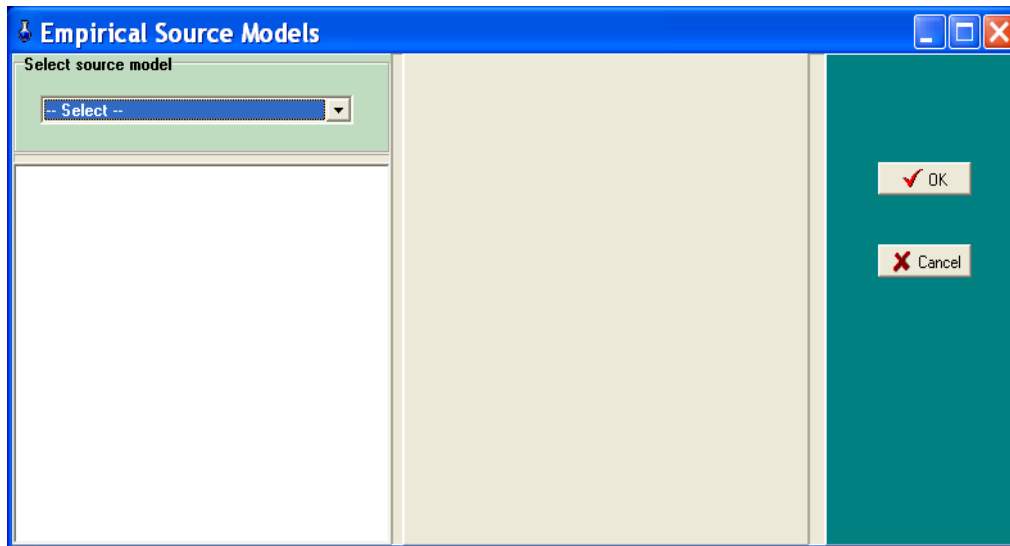 Empirical Source Models
Select source model
-- Select --
OK
Cancel